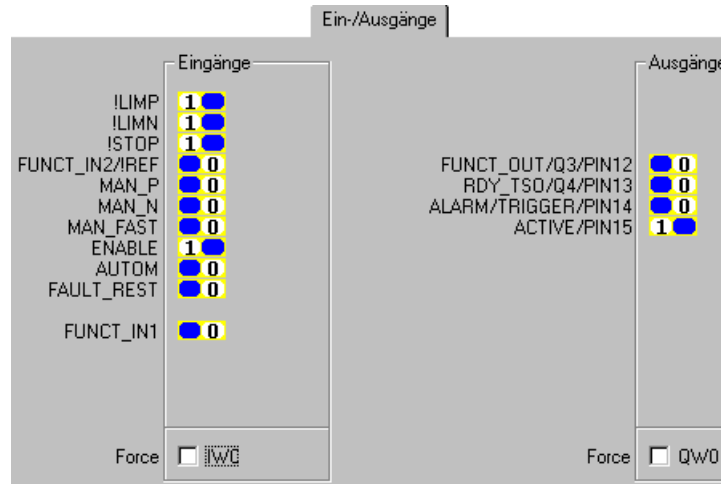 Ein-/Ausgänge
Eingänge
!LIMP 1
!LIMN 1
!STOP 1
FUNCT_IN2/!REF 0
MAN_P 0
MAN_N 0
MAN_FAST 0
ENABLE 1
AUTOM 0
FAULT_REST 0
FUNCT_IN1 0
Force IW0
Ausgänge
FUNCT_OUT/Q3/PIN12 0
RDY_TSO/Q4/PIN13 0
ALARM/TRIGGER/PIN14 0
ACTIVE/PIN15 1
Force QW0